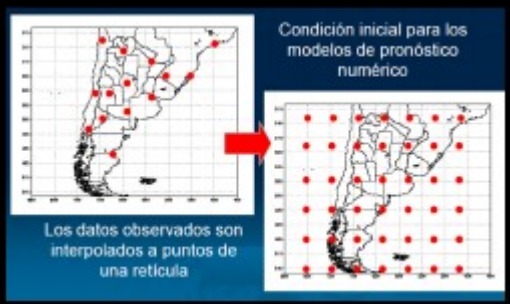 Condición inicial para los
modelos de pronóstico
numérico
Los datos observados son
interpolados a puntos de
una retícula